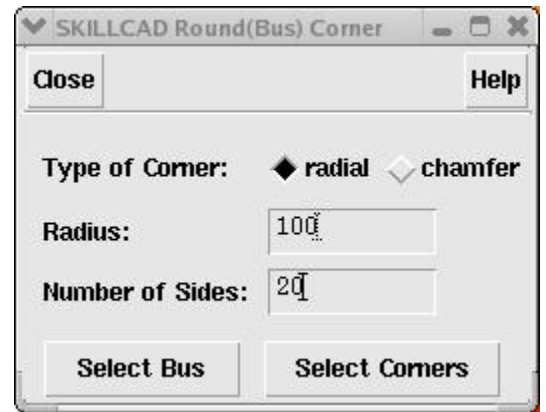 SKILLCAD Round(Bus) Corner
Close Help
Type of Corner: radial chamfer
Radius: 100
Number of Sides: 20
Select Bus Select Corners